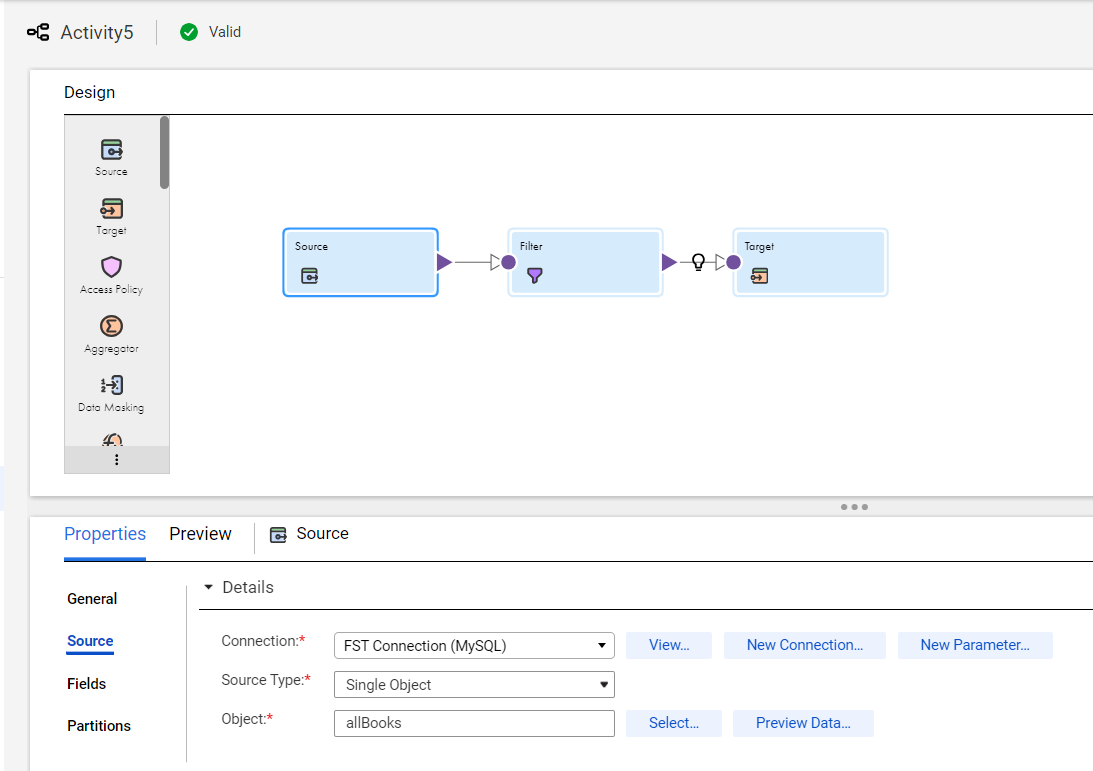 Activity5
Valid
Design
Source
Target
Access Policy
Aggregator
Data Masking
Source
Filter
Target
Properties
Preview
Source
General
Source
Fields
Partitions
Details
Connection:*
FST Connection (MySQL)
View...
New Connection...
New Parameter...
Source Type:*
Single Object
Object:*
allBooks
Select...
Preview Data...